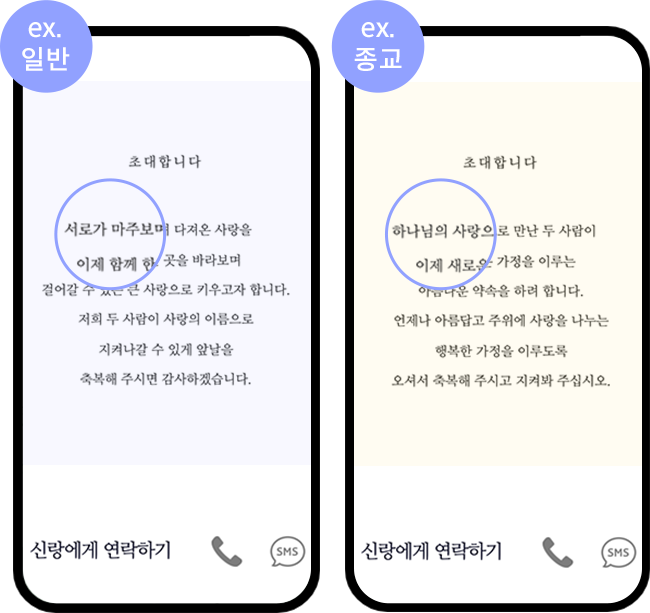 ex.
일반
초대합니다
서로가 마주보며 다져온 사랑을
이제 함께 한 곳을 바라보며
걸어갈 수 있는 큰 사랑으로 키우고자 합니다.
저희 두 사람이 사랑의 이름으로
지켜나갈 수 있게 앞날을
축복해 주시면 감사하겠습니다.
신랑에게 연락하기
SMS
ex.
종교
초대합니다
하나님의 사랑으로 만난 두 사람이
이제 새로운 가정을 이루는
아름다운 약속을 하려 합니다.
언제나 아름답고 주위에 사랑을 나누는
행복한 가정을 이루도록
오셔서 축복해 주시고 지켜봐 주십시오.
신랑에게 연락하기
SMS